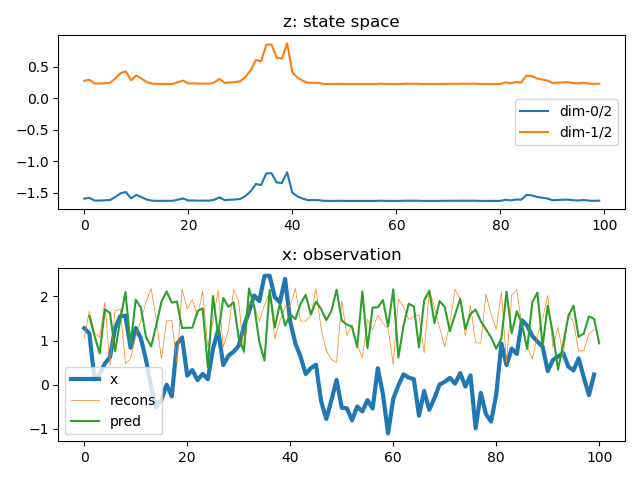 z: state space
0.5
0.0
−0.5
−1.0
−1.5
dim-0/2
dim-1/2
0 20 40 60 80 100
x: observation
2
1
0
−1
x
recons
pred
0 20 40 60 80 100